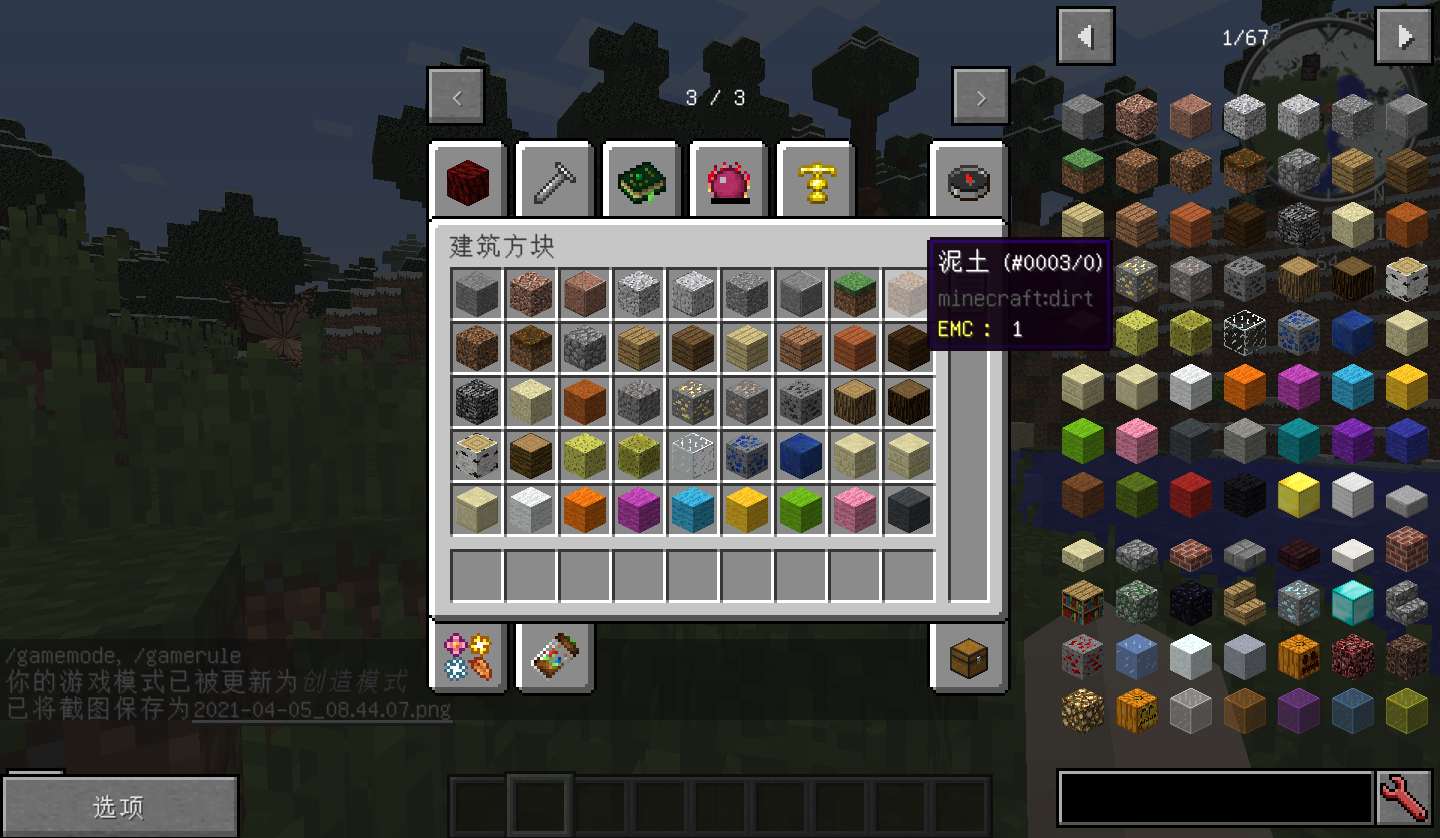 1/67
3 / 3
建筑方块
泥土 (#0003/0)
minecraft:dirt
EMC : 1
/gamemode, /gamerule
你的游戏模式已被更新为创造模式
已将截图保存为2021-04-05_08.44.07.png
选项